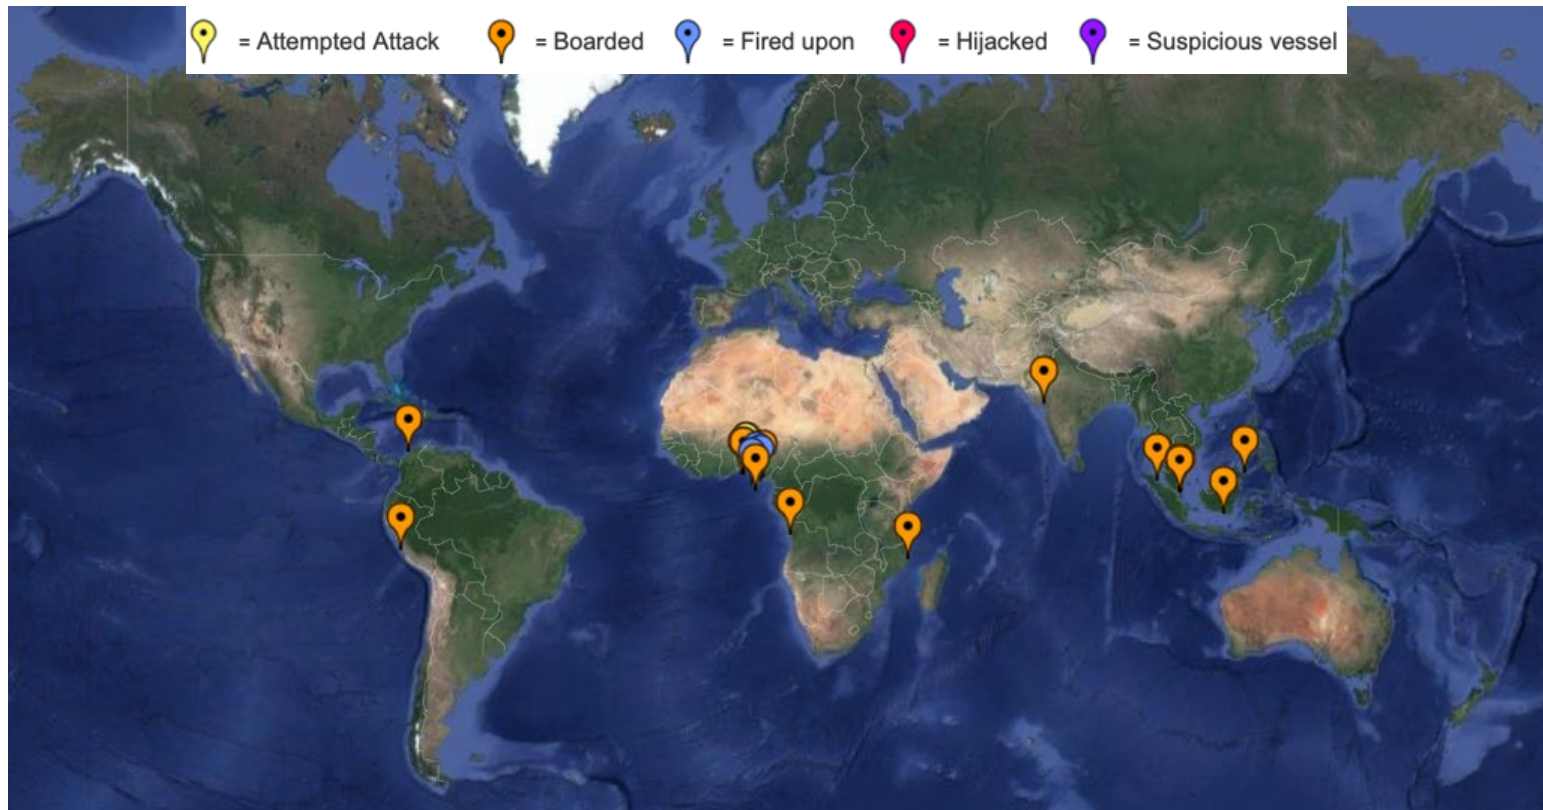 = Attempted Attack = Boarded = Fired upon = Hijacked = Suspicious vessel